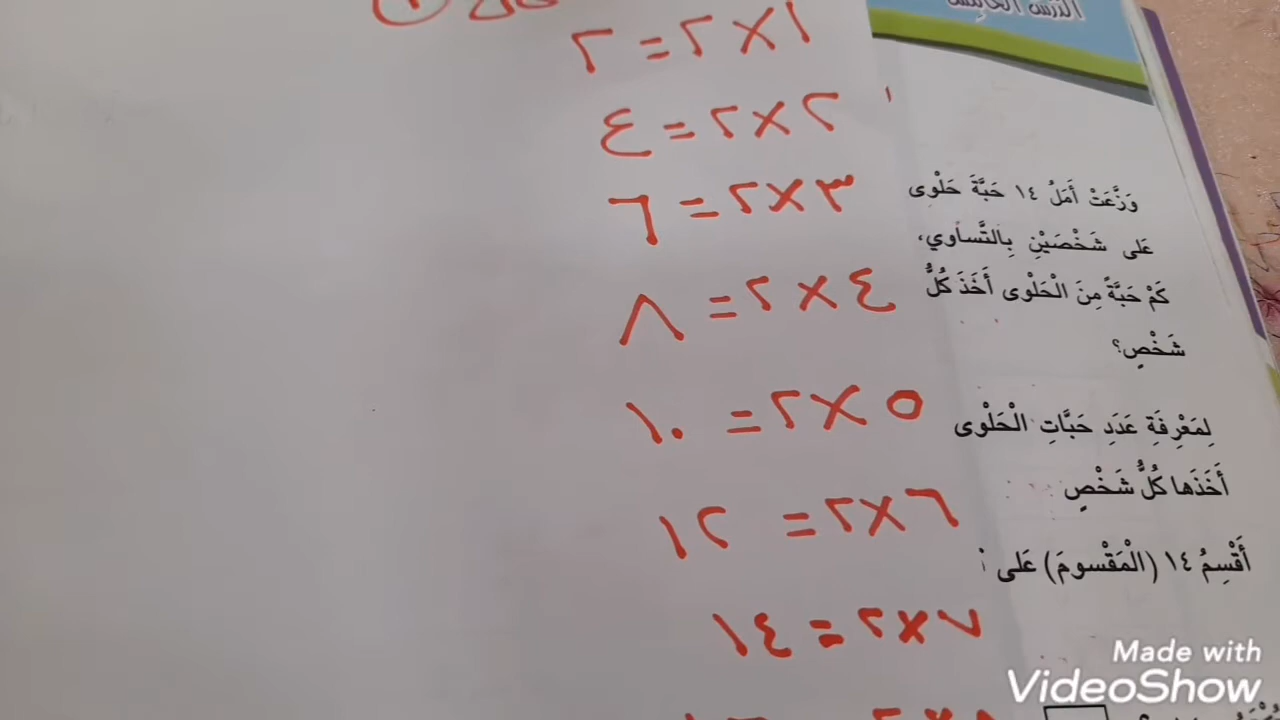 ١ × ٢ = ٢
٢ × ٢ = ٤
٣ × ٢ = ٦
٤ × ٢ = ٨
٥ × ٢ = ١٠
٦ × ٢ = ١٢
٧ × ٢ = ١٤
وَزَّعَتْ أَمَلُ ١٤ حَبَّةَ حَلْوى
عَلى شَخْصَيْنِ بِالتَّساوي،
كَمْ حَبَّةً مِنَ الْحَلْوى أَخَذَ كُلُّ
شَخْصٍ؟
لِمَعْرِفَةِ عَدَدِ حَبَّاتِ الْحَلْوى
أَخَذَها كُلُّ شَخْصٍ
أَقْسِمُ ١٤ (الْمَقْسومَ) عَلى
Made with
VideoShow